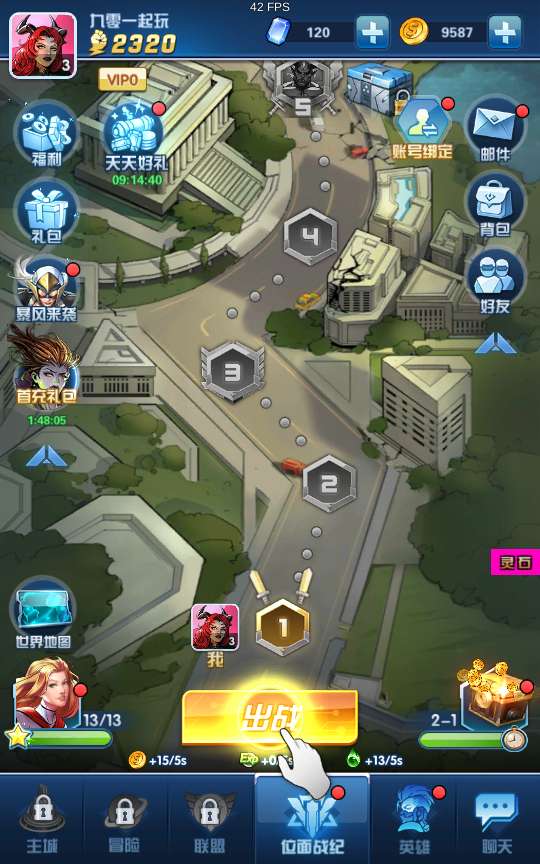 42 FPS
九零一起玩
2320
120
9587
3
VIP0
5
福利
天天好礼
09:14:40
账号绑定
邮件
礼包
4
背包
暴风来袭
好友
3
首充礼包
1:48:05
2
灵石
世界地图
3
1
我
13/13
出战
2-1
+15/5s
Exp
+13/5s
主城
冒险
联盟
位面战纪
英雄
聊天